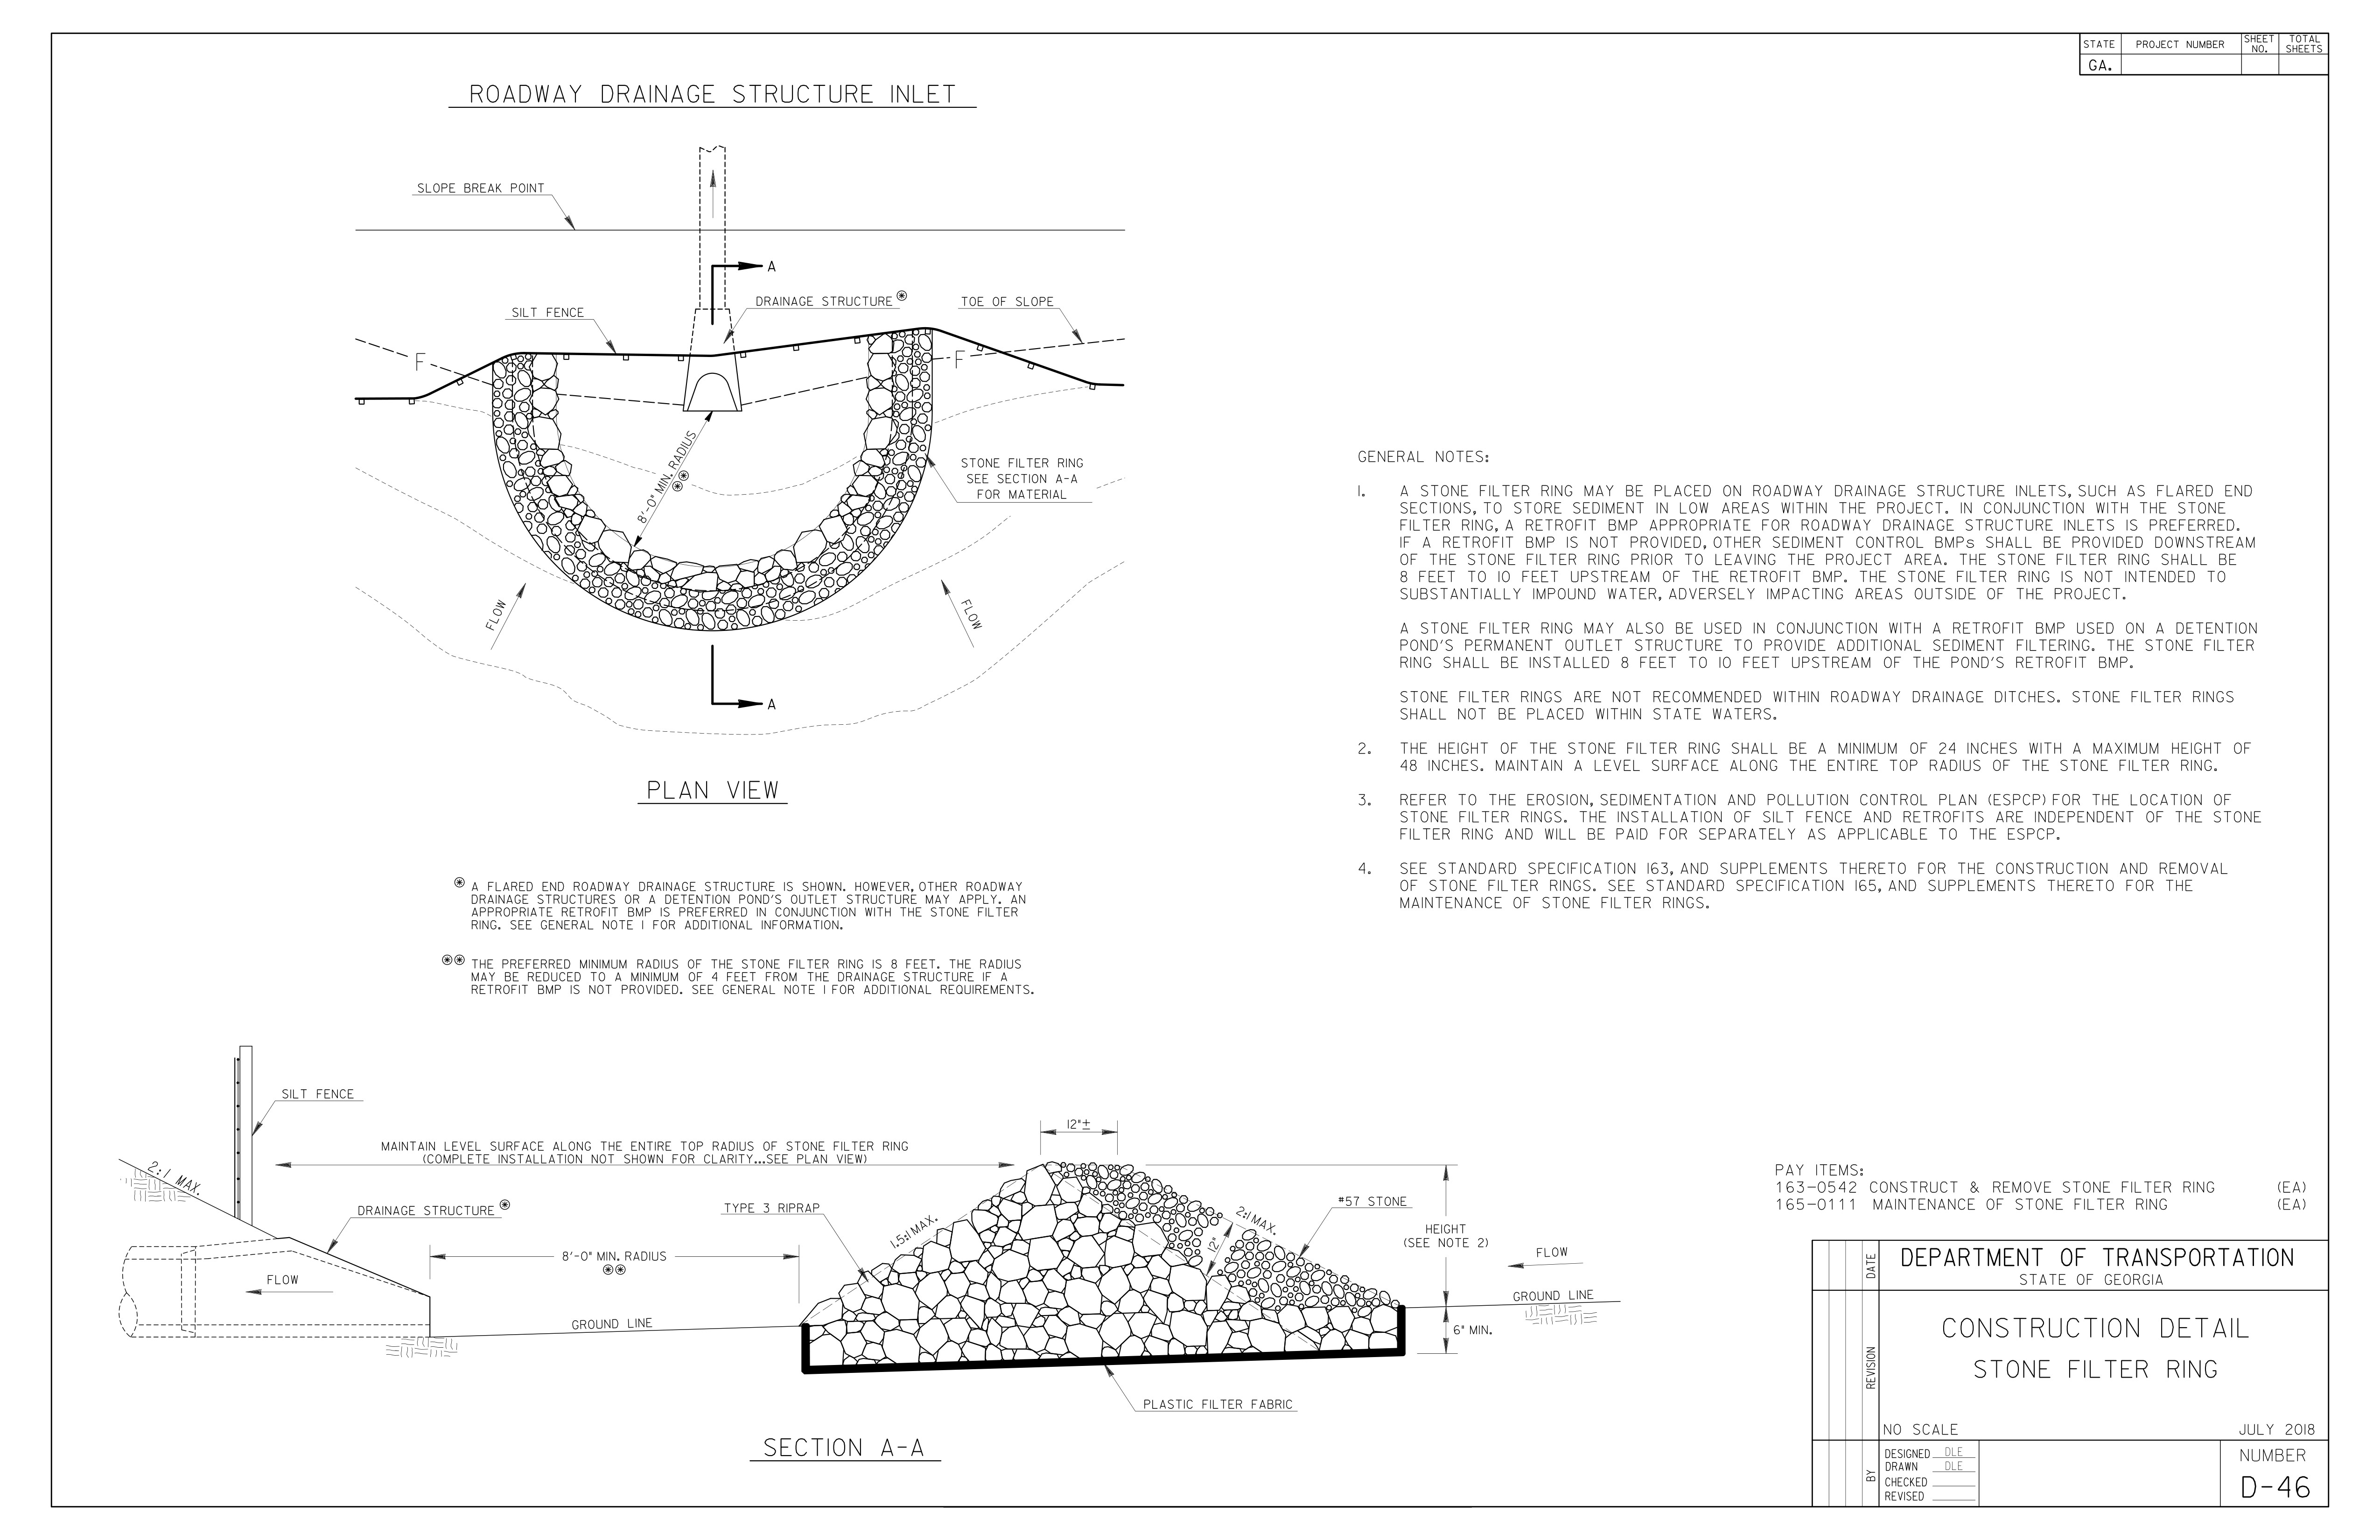 STATE PROJECT NUMBER SHEET NO. TOTAL SHEETS
GA.
ROADWAY DRAINAGE STRUCTURE INLET
SLOPE BREAK POINT
A
SILT FENCE
DRAINAGE STRUCTURE ⊛
TOE OF SLOPE
F
F
8'-0" MIN. RADIUS
⊛⊛
STONE FILTER RING
SEE SECTION A-A
FOR MATERIAL
FLOW
FLOW
A
PLAN VIEW
⊛ A FLARED END ROADWAY DRAINAGE STRUCTURE IS SHOWN. HOWEVER, OTHER ROADWAY
DRAINAGE STRUCTURES OR A DETENTION POND'S OUTLET STRUCTURE MAY APPLY. AN
APPROPRIATE RETROFIT BMP IS PREFERRED IN CONJUNCTION WITH THE STONE FILTER
RING. SEE GENERAL NOTE 1 FOR ADDITIONAL INFORMATION.
⊛⊛ THE PREFERRED MINIMUM RADIUS OF THE STONE FILTER RING IS 8 FEET. THE RADIUS
MAY BE REDUCED TO A MINIMUM OF 4 FEET FROM THE DRAINAGE STRUCTURE IF A
RETROFIT BMP IS NOT PROVIDED. SEE GENERAL NOTE 1 FOR ADDITIONAL REQUIREMENTS.
GENERAL NOTES:
1. A STONE FILTER RING MAY BE PLACED ON ROADWAY DRAINAGE STRUCTURE INLETS, SUCH AS FLARED END
SECTIONS, TO STORE SEDIMENT IN LOW AREAS WITHIN THE PROJECT. IN CONJUNCTION WITH THE STONE
FILTER RING, A RETROFIT BMP APPROPRIATE FOR ROADWAY DRAINAGE STRUCTURE INLETS IS PREFERRED.
IF A RETROFIT BMP IS NOT PROVIDED, OTHER SEDIMENT CONTROL BMPs SHALL BE PROVIDED DOWNSTREAM
OF THE STONE FILTER RING PRIOR TO LEAVING THE PROJECT AREA. THE STONE FILTER RING SHALL BE
8 FEET TO 10 FEET UPSTREAM OF THE RETROFIT BMP. THE STONE FILTER RING IS NOT INTENDED TO
SUBSTANTIALLY IMPOUND WATER, ADVERSELY IMPACTING AREAS OUTSIDE OF THE PROJECT.
A STONE FILTER RING MAY ALSO BE USED IN CONJUNCTION WITH A RETROFIT BMP USED ON A DETENTION
POND'S PERMANENT OUTLET STRUCTURE TO PROVIDE ADDITIONAL SEDIMENT FILTERING. THE STONE FILTER
RING SHALL BE INSTALLED 8 FEET TO 10 FEET UPSTREAM OF THE POND'S RETROFIT BMP.
STONE FILTER RINGS ARE NOT RECOMMENDED WITHIN ROADWAY DRAINAGE DITCHES. STONE FILTER RINGS
SHALL NOT BE PLACED WITHIN STATE WATERS.
2. THE HEIGHT OF THE STONE FILTER RING SHALL BE A MINIMUM OF 24 INCHES WITH A MAXIMUM HEIGHT OF
48 INCHES. MAINTAIN A LEVEL SURFACE ALONG THE ENTIRE TOP RADIUS OF THE STONE FILTER RING.
3. REFER TO THE EROSION, SEDIMENTATION AND POLLUTION CONTROL PLAN (ESPCP) FOR THE LOCATION OF
STONE FILTER RINGS. THE INSTALLATION OF SILT FENCE AND RETROFITS ARE INDEPENDENT OF THE STONE
FILTER RING AND WILL BE PAID FOR SEPARATELY AS APPLICABLE TO THE ESPCP.
4. SEE STANDARD SPECIFICATION 163, AND SUPPLEMENTS THERETO FOR THE CONSTRUCTION AND REMOVAL
OF STONE FILTER RINGS. SEE STANDARD SPECIFICATION 165, AND SUPPLEMENTS THERETO FOR THE
MAINTENANCE OF STONE FILTER RINGS.
SILT FENCE
MAINTAIN LEVEL SURFACE ALONG THE ENTIRE TOP RADIUS OF STONE FILTER RING
(COMPLETE INSTALLATION NOT SHOWN FOR CLARITY...SEE PLAN VIEW)
12"±
2:1 MAX.
DRAINAGE STRUCTURE ⊛
TYPE 3 RIPRAP
1.5:1 MAX.
2:1 MAX.
12"
#57 STONE
HEIGHT
(SEE NOTE 2)
FLOW
8'-0" MIN. RADIUS
⊛⊛
FLOW
GROUND LINE
GROUND LINE
6" MIN.
PLASTIC FILTER FABRIC
SECTION A-A
PAY ITEMS:
163-0542 CONSTRUCT & REMOVE STONE FILTER RING (EA)
165-0111 MAINTENANCE OF STONE FILTER RING (EA)
DATE
REVISION
BY
DEPARTMENT OF TRANSPORTATION
STATE OF GEORGIA
CONSTRUCTION DETAIL
STONE FILTER RING
NO SCALE JULY 2018
DESIGNED DLE
DRAWN DLE
CHECKED
REVISED
NUMBER
D-46